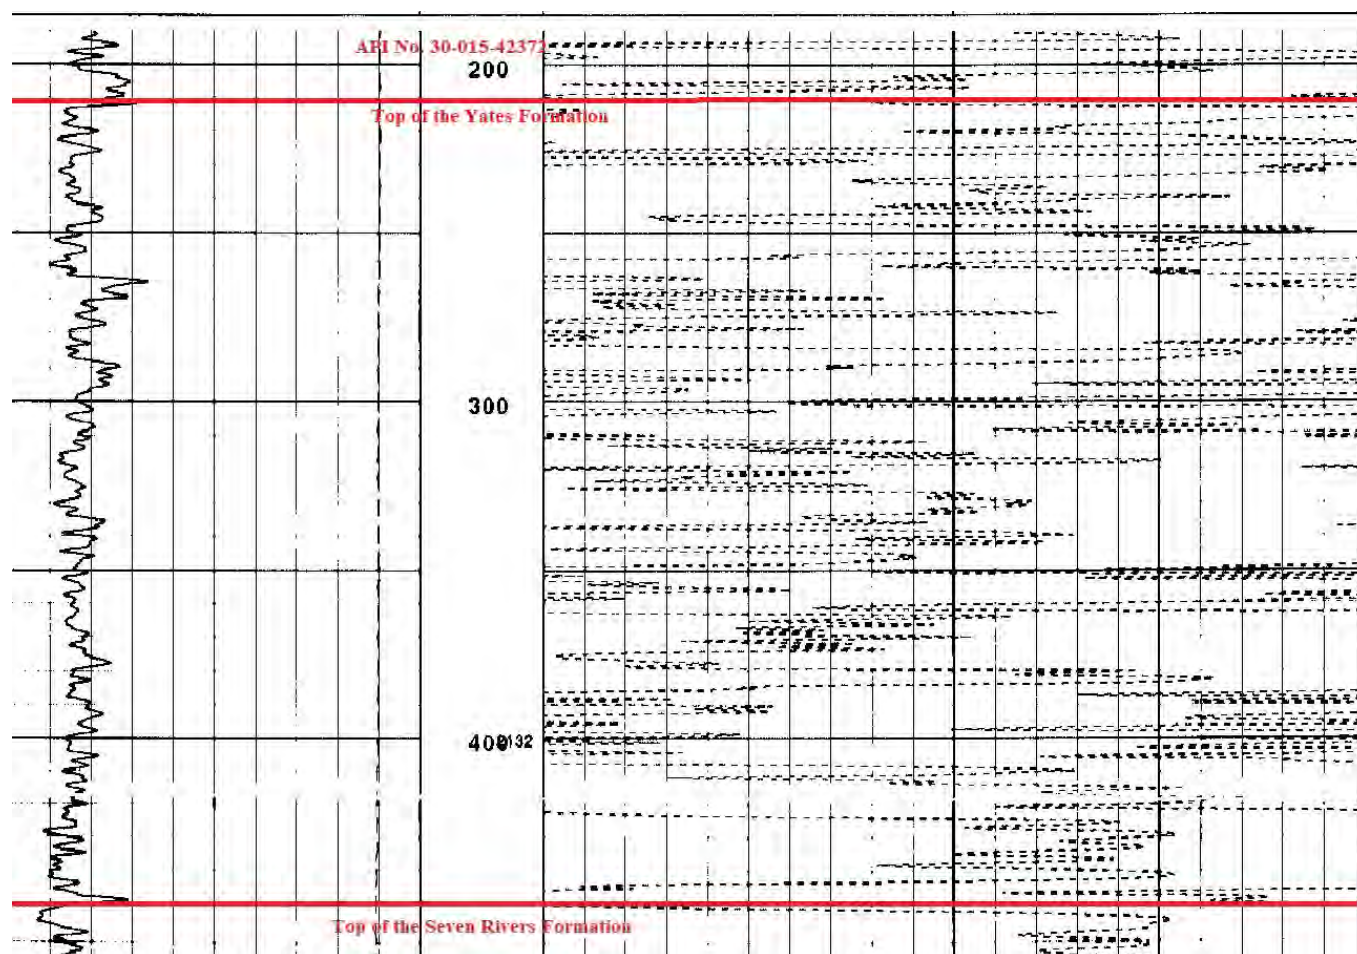 API No. 30-015-42372
200
Top of the Yates Formation
300
400
Top of the Seven Rivers Formation